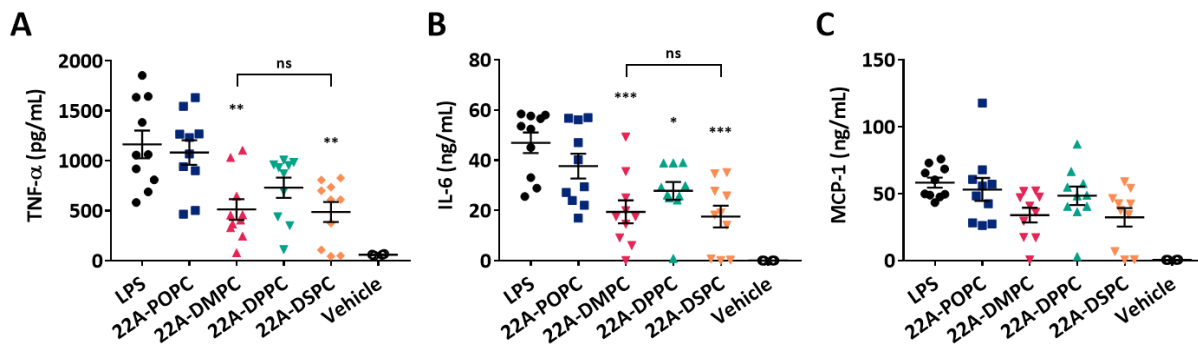 A
TNF-α (pg/mL)
2000
1500
1000
500
0
ns
**
**
LPS
22A-POPC
22A-DMPC
22A-DPPC
22A-DSPC
Vehicle
B
IL-6 (ng/mL)
80
60
40
20
0
ns
***
*
***
LPS
22A-POPC
22A-DMPC
22A-DPPC
22A-DSPC
Vehicle
C
MCP-1 (ng/mL)
150
100
50
0
LPS
22A-POPC
22A-DMPC
22A-DPPC
22A-DSPC
Vehicle